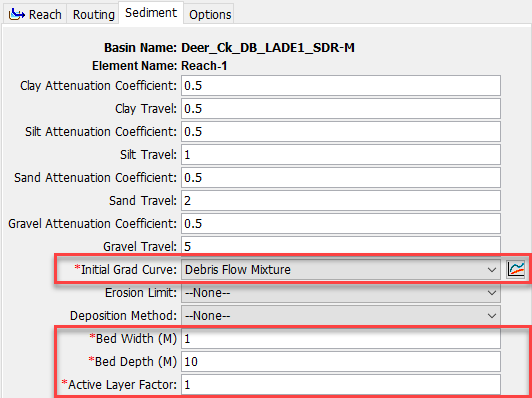 Reach Routing Sediment Options
Basin Name: Deer_Ck_DB_LADE1_SDR-M
Element Name: Reach-1
Clay Attenuation Coefficient: 0.5
Clay Travel: 0.5
Silt Attenuation Coefficient: 0.5
Silt Travel: 1
Sand Attenuation Coefficient: 0.5
Sand Travel: 2
Gravel Attenuation Coefficient: 0.5
Gravel Travel: 5
*Initial Grad Curve: Debris Flow Mixture
Erosion Limit: --None--
Deposition Method: --None--
*Bed Width (M) 1
*Bed Depth (M) 10
*Active Layer Factor: 1